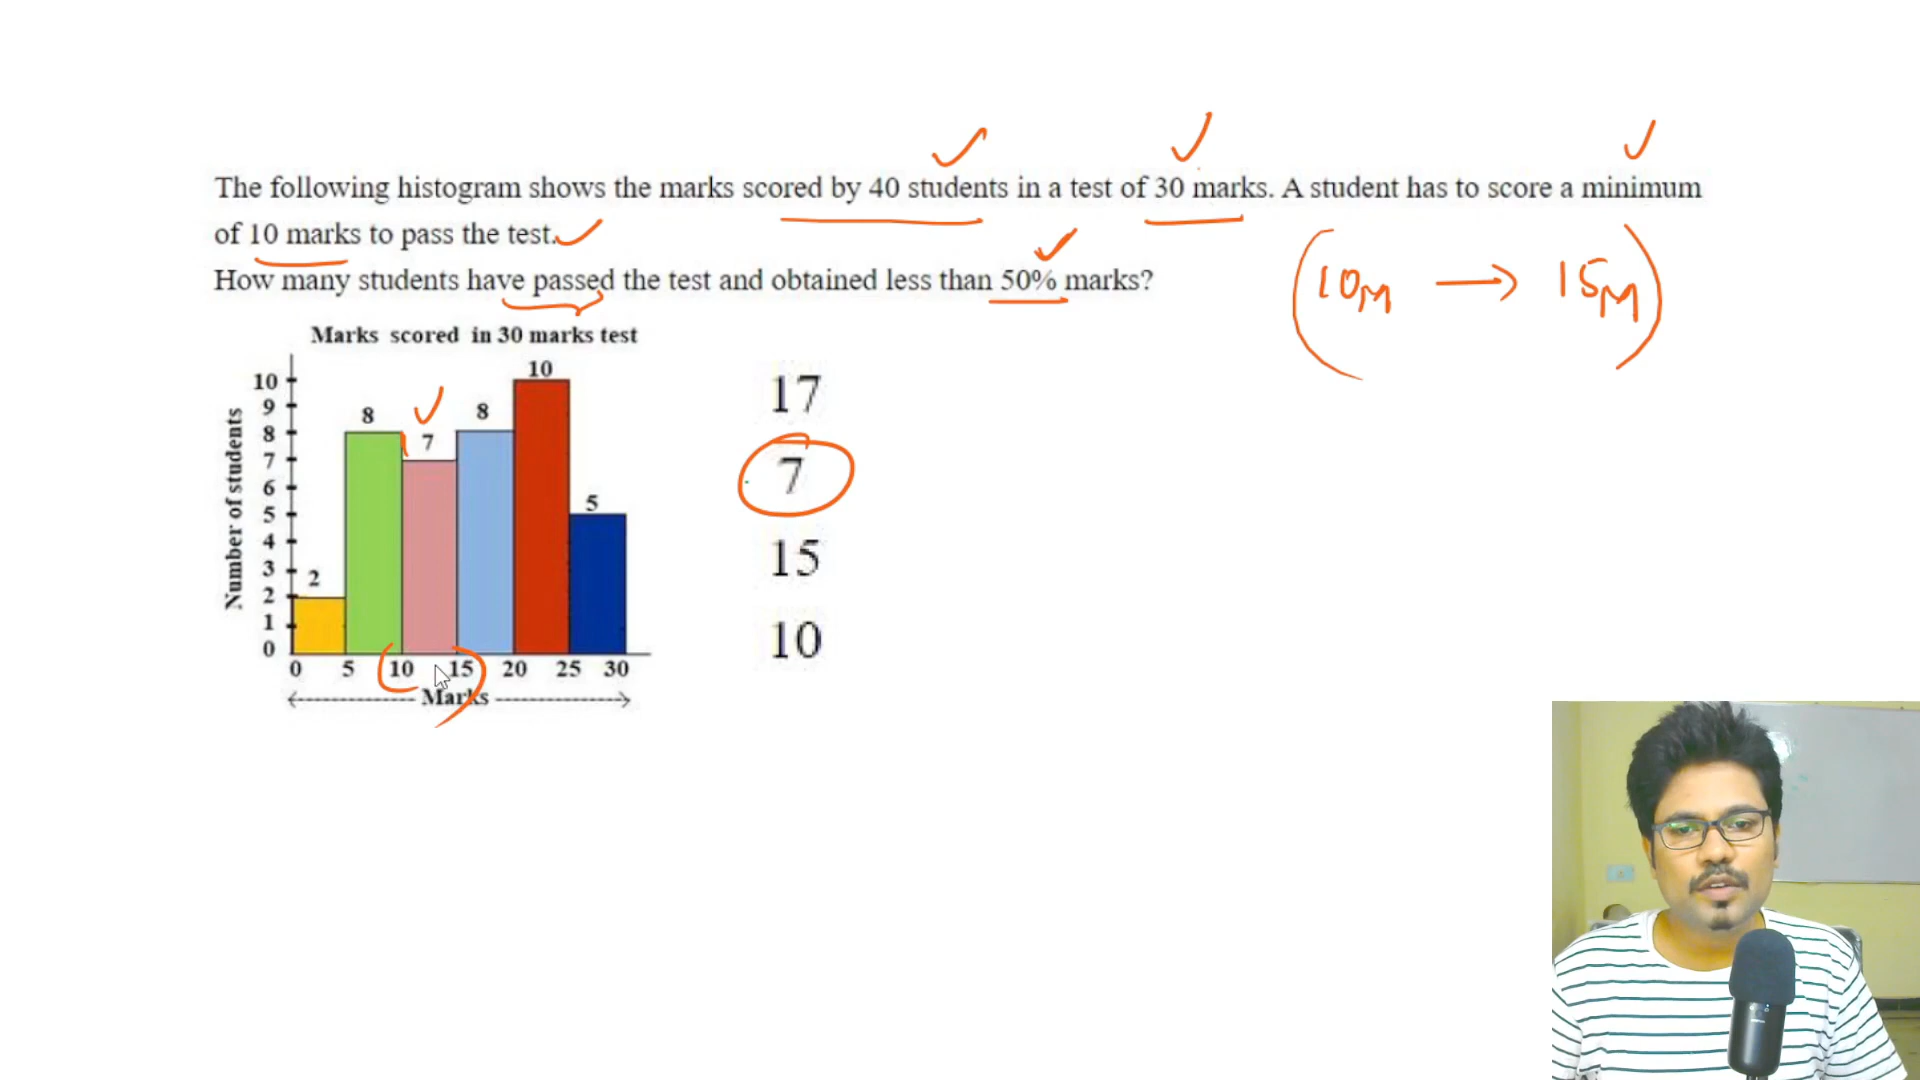 The following histogram shows the marks scored by 40 students in a test of 30 marks. A student has to score a minimum
of 10 marks to pass the test.
How many students have passed the test and obtained less than 50% marks?
10M → 15M
Marks scored in 30 marks test
Number of students
10
9
8
7
6
5
4
3
2
1
0
2
8
7
8
10
5
0 5 10 15 20 25 30
Marks
17
7
15
10